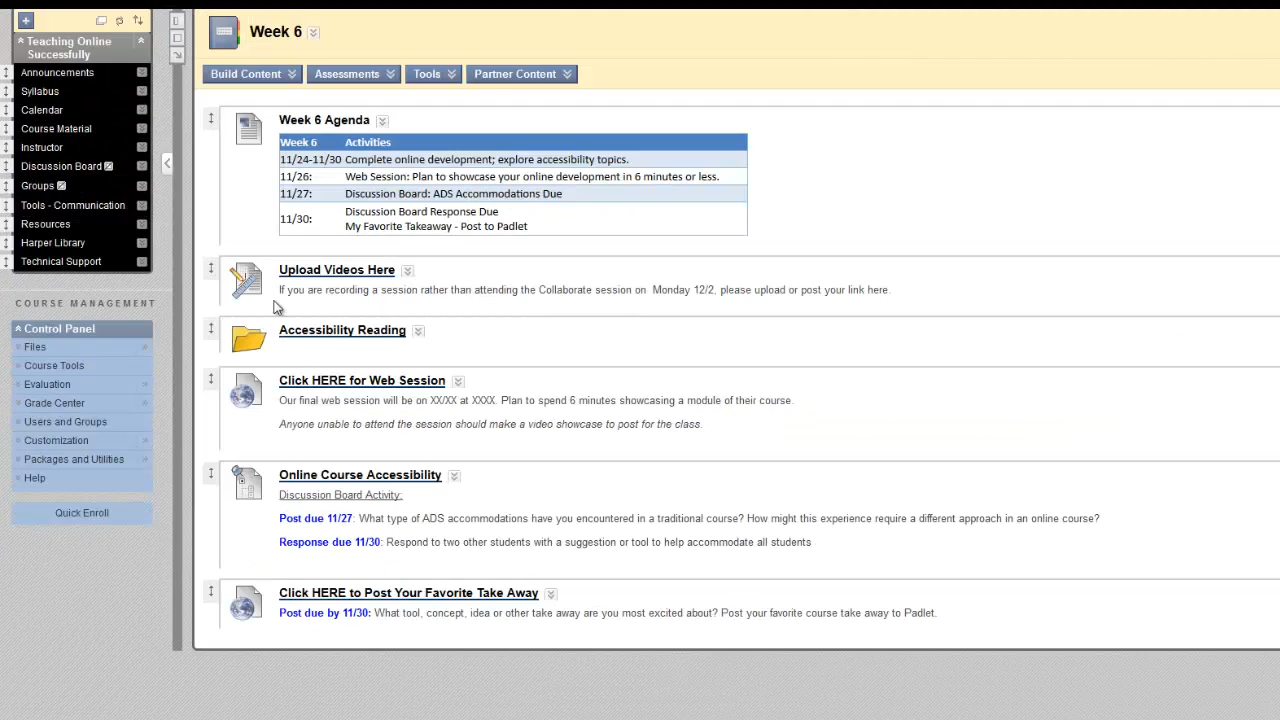 Teaching Online
Successfully
Announcements
Syllabus
Calendar
Course Material
Instructor
Discussion Board
Groups
Tools - Communication
Resources
Harper Library
Technical Support
COURSE MANAGEMENT
Control Panel
Files
Course Tools
Evaluation
Grade Center
Users and Groups
Customization
Packages and Utilities
Help
Quick Enroll
Week 6
Build Content
Assessments
Tools
Partner Content
Week 6 Agenda
Week 6 Activities
11/24-11/30 Complete online development; explore accessibility topics.
11/26: Web Session: Plan to showcase your online development in 6 minutes or less.
11/27: Discussion Board: ADS Accommodations Due
11/30: Discussion Board Response Due
My Favorite Takeaway - Post to Padlet
Upload Videos Here
If you are recording a session rather than attending the Collaborate session on Monday 12/2, please upload or post your link here.
Accessibility Reading
Click HERE for Web Session
Our final web session will be on XX/XX at XXXX. Plan to spend 6 minutes showcasing a module of their course.
Anyone unable to attend the session should make a video showcase to post for the class.
Online Course Accessibility
Discussion Board Activity:
Post due 11/27: What type of ADS accommodations have you encountered in a traditional course? How might this experience require a different approach in an online course?
Response due 11/30: Respond to two other students with a suggestion or tool to help accommodate all students
Click HERE to Post Your Favorite Take Away
Post due by 11/30: What tool, concept, idea or other take away are you most excited about? Post your favorite course take away to Padlet.